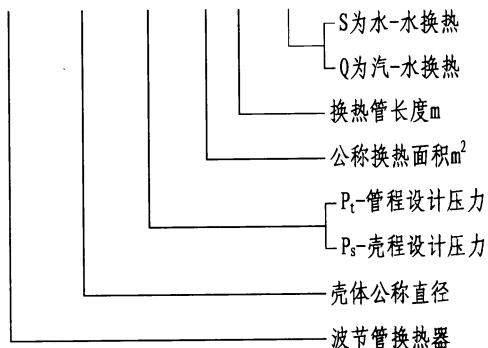 S为水-水换热
Q为汽-水换热
换热管长度m
公称换热面积m²
Pt-管程设计压力
Ps-壳程设计压力
壳体公称直径
波节管换热器